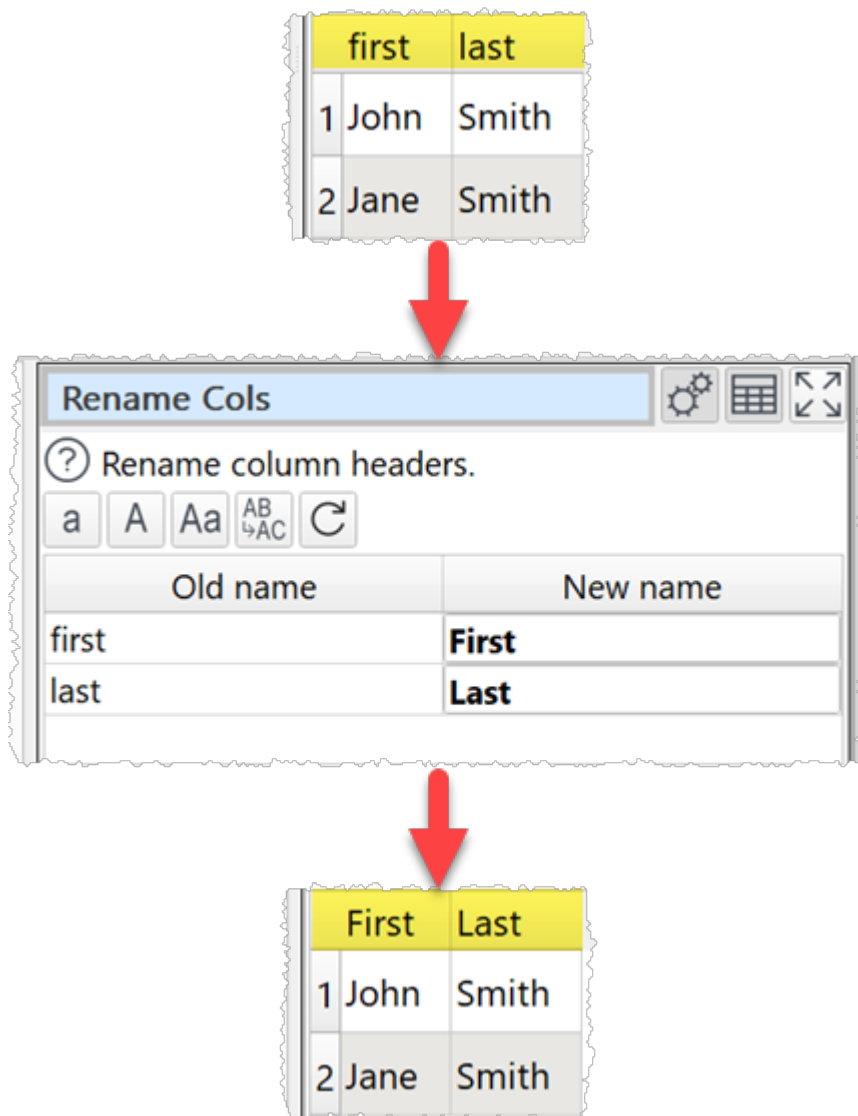 first last
1 John Smith
2 Jane Smith
Rename Cols
? Rename column headers.
a A Aa AB
↳AC
Old name New name
first First
last Last
First Last
1 John Smith
2 Jane Smith